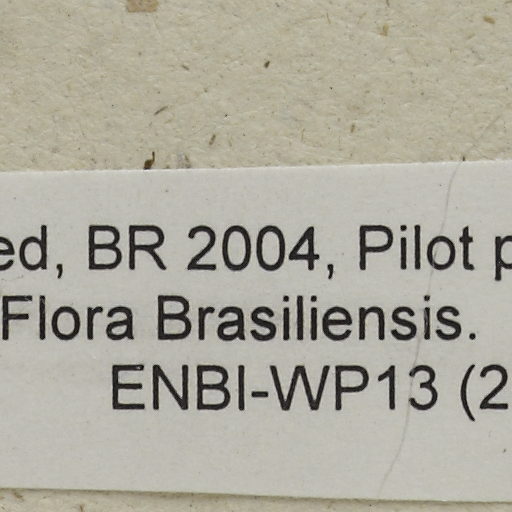 ed, BR 2004, Pilot p
Flora Brasiliensis.
ENBI-WP13 (2